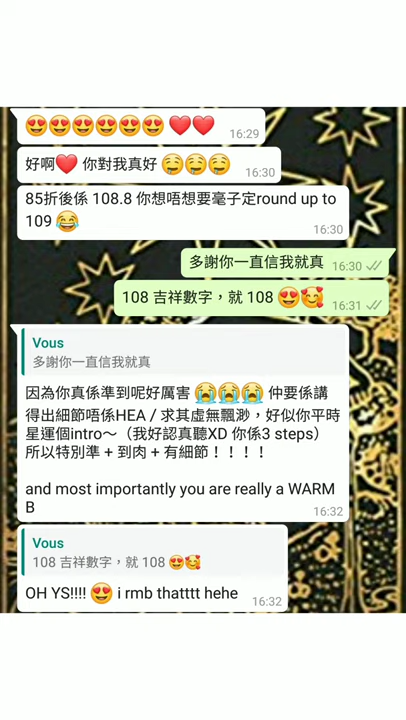 😍😍😍😍😍😍 ❤️❤️ 16:29
好啊❤️ 你對我真好 🤤🤤🤤 16:30
85折後係 108.8 你想唔想要毫子定round up to
109 😂 16:30
多謝你一直信我就真 16:30
108 吉祥數字，就 108 😍🥰 16:31
Vous
多謝你一直信我就真
因為你真係準到呢好厲害 😭😭😭 仲要係講
得出細節唔係HEA / 求其虛無飄渺，好似你平時
星運個intro～（我好認真聽XD 你係3 steps）
所以特別準 + 到肉 + 有細節！！！！
and most importantly you are really a WARM
B 16:32
Vous
108 吉祥數字，就 108 😍🥰
OH YS!!!! 😍 i rmb thatttt hehe 16:32